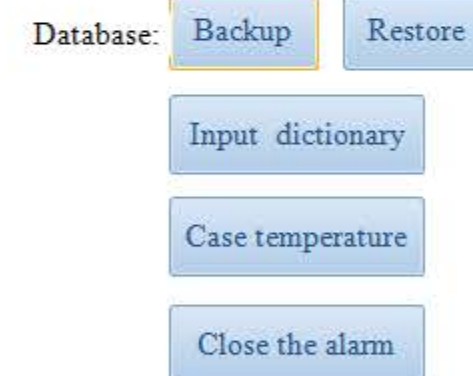 Database: Backup Restore
Input dictionary
Case temperature
Close the alarm